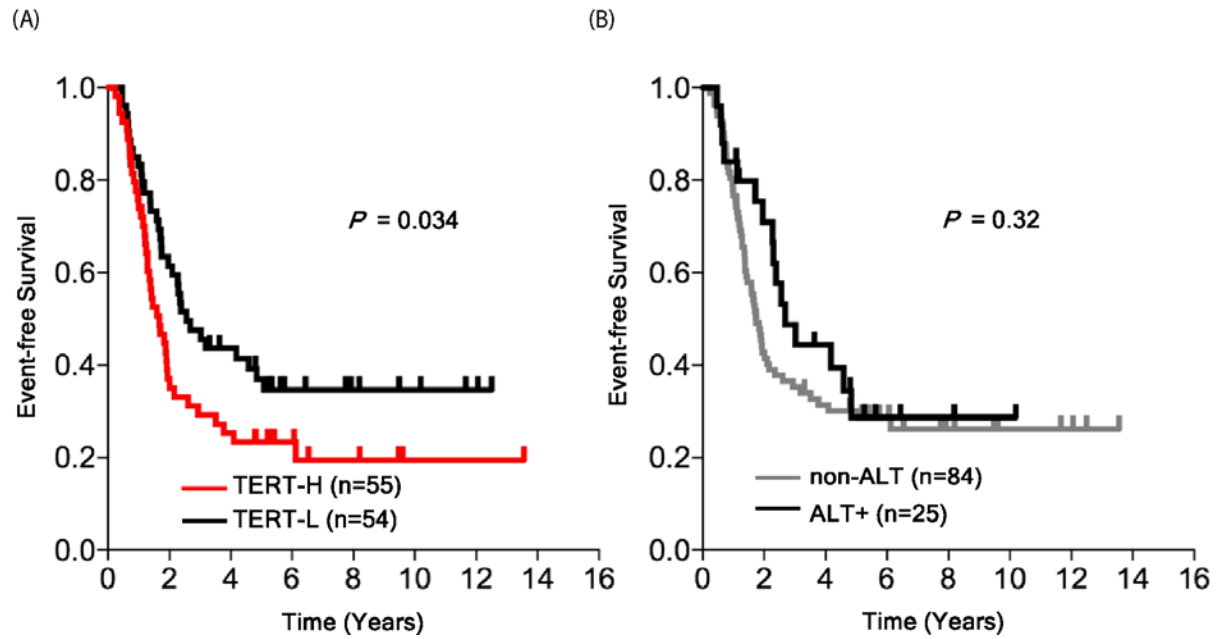 (A)
Event-free Survival
1.0
0.8
0.6
0.4
0.2
0.0
P = 0.034
TERT-H (n=55)
TERT-L (n=54)
0 2 4 6 8 10 12 14 16
Time (Years)
(B)
Event-free Survival
1.0
0.8
0.6
0.4
0.2
0.0
P = 0.32
non-ALT (n=84)
ALT+ (n=25)
0 2 4 6 8 10 12 14 16
Time (Years)